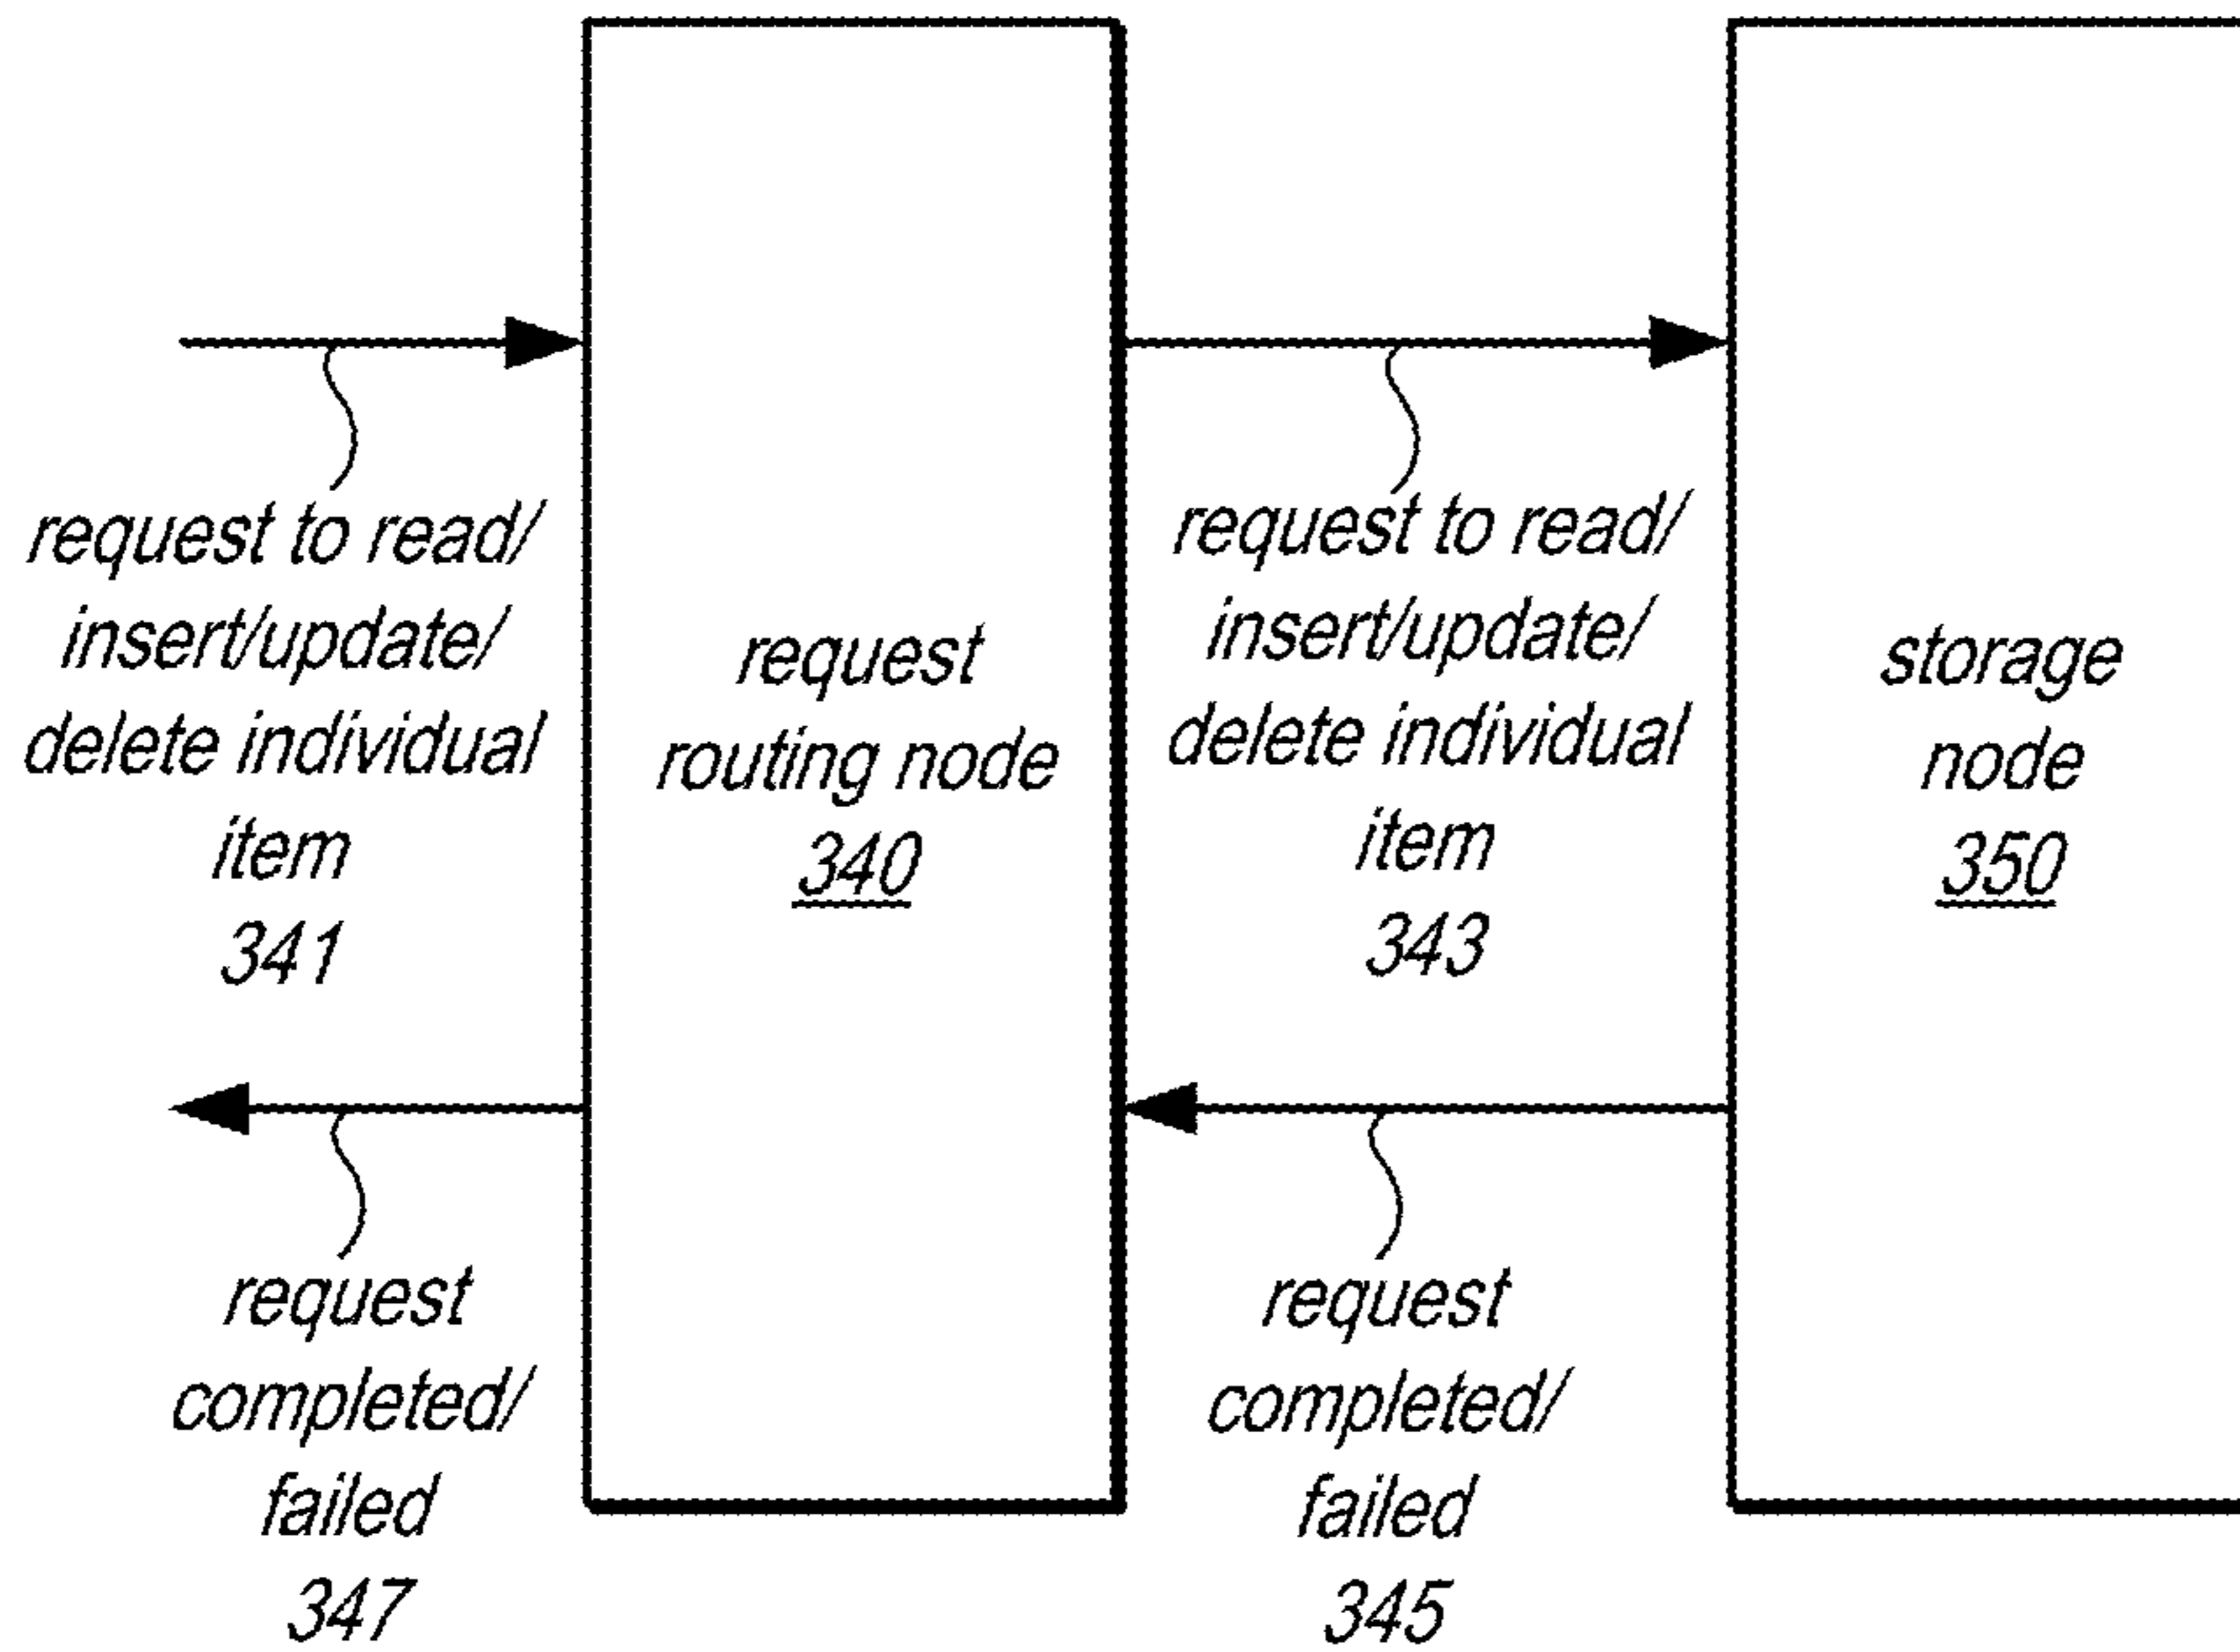 request to read/
insert/update/
delete individual
item
341
request
routing node
340
request to read/
insert/update/
delete individual
item
343
storage
node
350
request
completed/
failed
347
request
completed/
failed
345